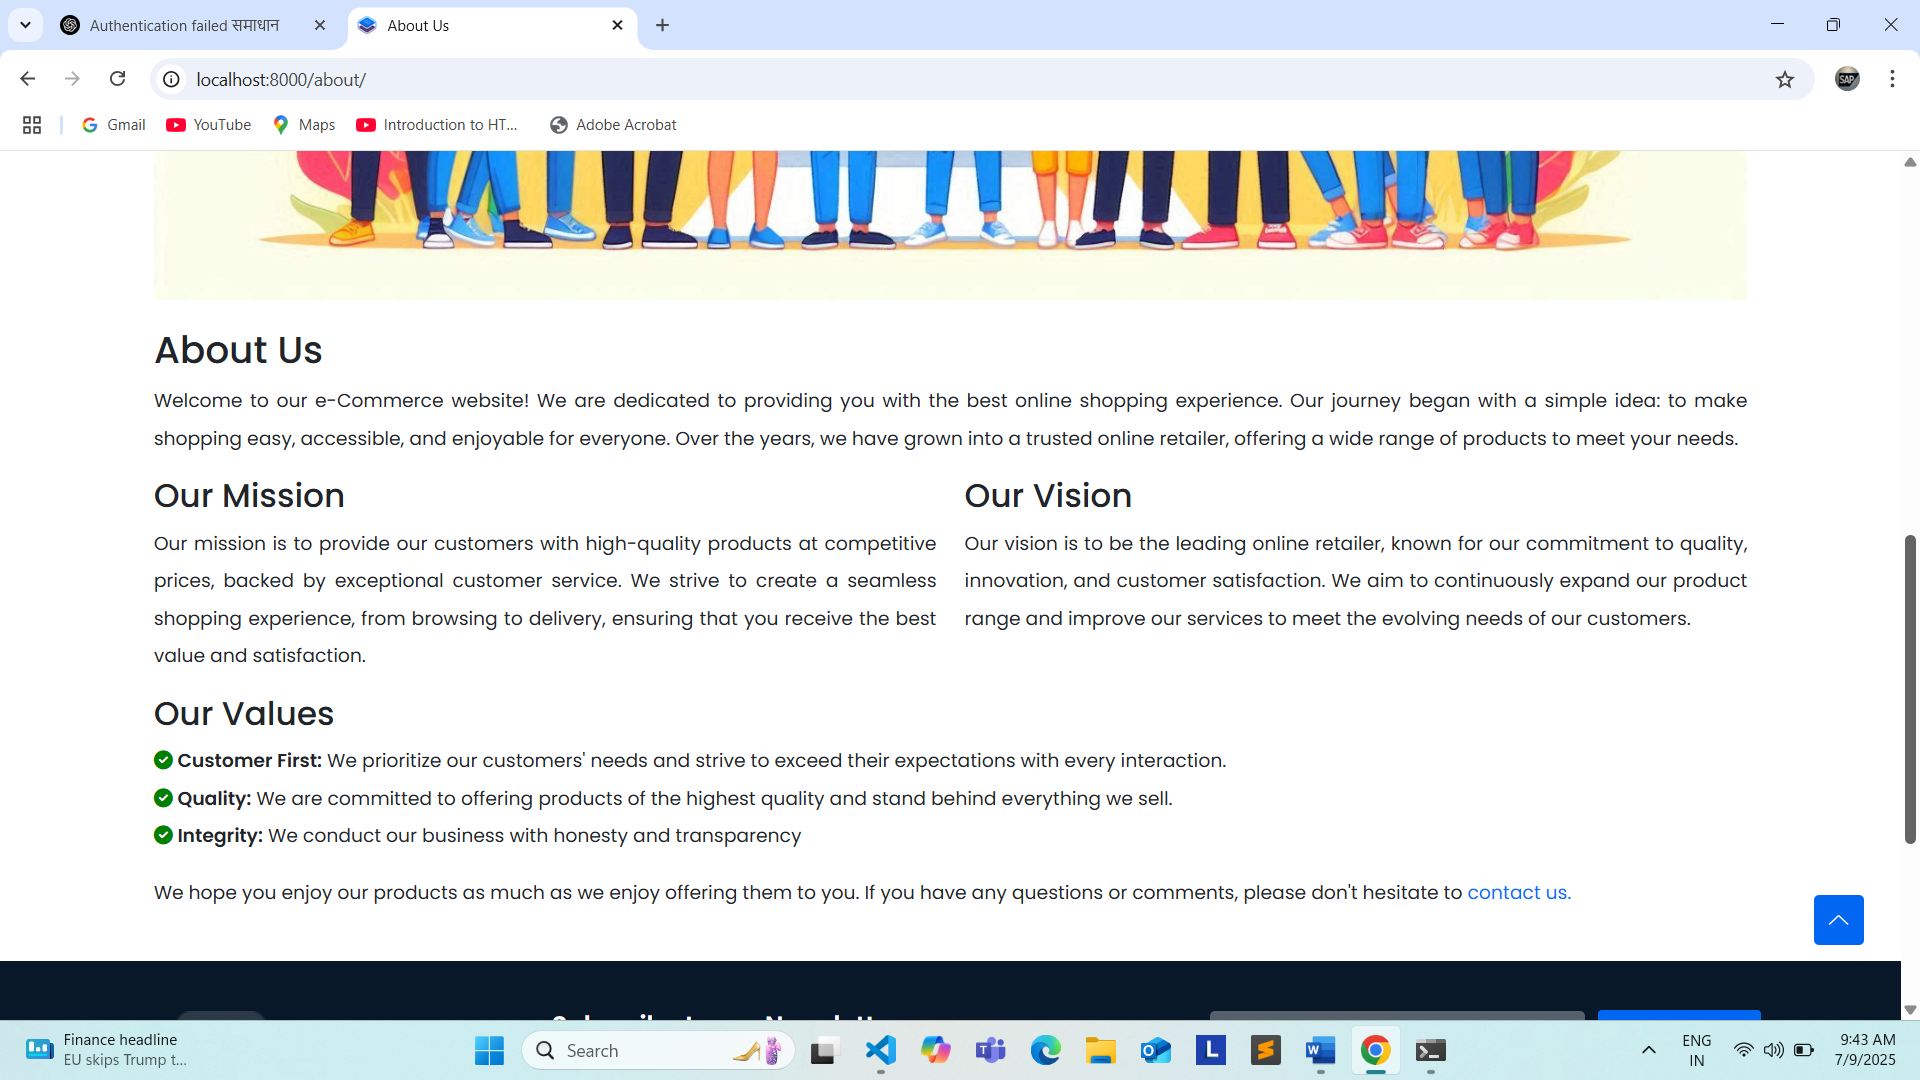 Authentication failed समाधान
About Us
localhost:8000/about/
SAP
Gmail
YouTube
Maps
Introduction to HT...
Adobe Acrobat
About Us
Welcome to our e-Commerce website! We are dedicated to providing you with the best online shopping experience. Our journey began with a simple idea: to make
shopping easy, accessible, and enjoyable for everyone. Over the years, we have grown into a trusted online retailer, offering a wide range of products to meet your needs.
Our Mission
Our mission is to provide our customers with high-quality products at competitive
prices, backed by exceptional customer service. We strive to create a seamless
shopping experience, from browsing to delivery, ensuring that you receive the best
value and satisfaction.
Our Vision
Our vision is to be the leading online retailer, known for our commitment to quality,
innovation, and customer satisfaction. We aim to continuously expand our product
range and improve our services to meet the evolving needs of our customers.
Our Values
Customer First: We prioritize our customers' needs and strive to exceed their expectations with every interaction.
Quality: We are committed to offering products of the highest quality and stand behind everything we sell.
Integrity: We conduct our business with honesty and transparency
We hope you enjoy our products as much as we enjoy offering them to you. If you have any questions or comments, please don't hesitate to contact us.
Finance headline
EU skips Trump t...
Search
L
ENG
IN
9:43 AM
7/9/2025